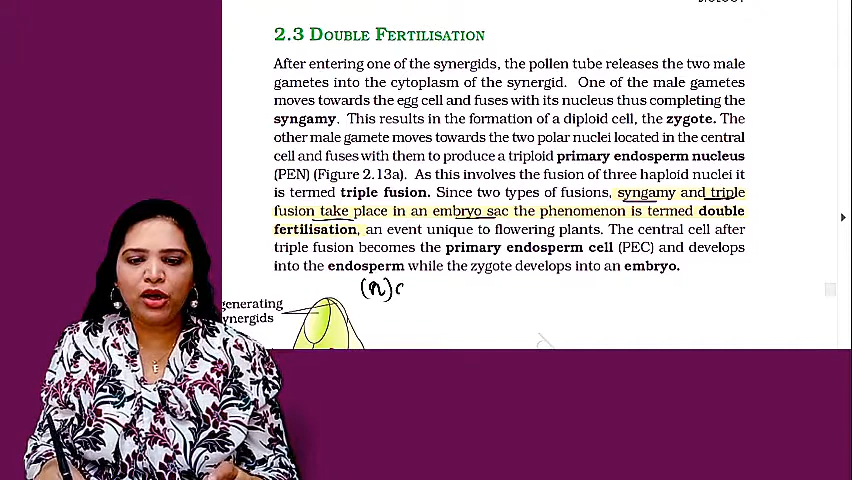 2.3 DOUBLE FERTILISATION
After entering one of the synergids, the pollen tube releases the two male
gametes into the cytoplasm of the synergid. One of the male gametes
moves towards the egg cell and fuses with its nucleus thus completing the
syngamy. This results in the formation of a diploid cell, the zygote. The
other male gamete moves towards the two polar nuclei located in the central
cell and fuses with them to produce a triploid primary endosperm nucleus
(PEN) (Figure 2.13a). As this involves the fusion of three haploid nuclei it
is termed triple fusion. Since two types of fusions, syngamy and triple
fusion take place in an embryo sac the phenomenon is termed double
fertilisation, an event unique to flowering plants. The central cell after
triple fusion becomes the primary endosperm cell (PEC) and develops
into the endosperm while the zygote develops into an embryo.
(n)
generating
ynergids